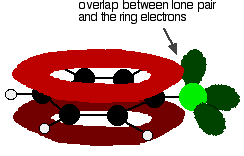 overlap between lone pair
and the ring electrons